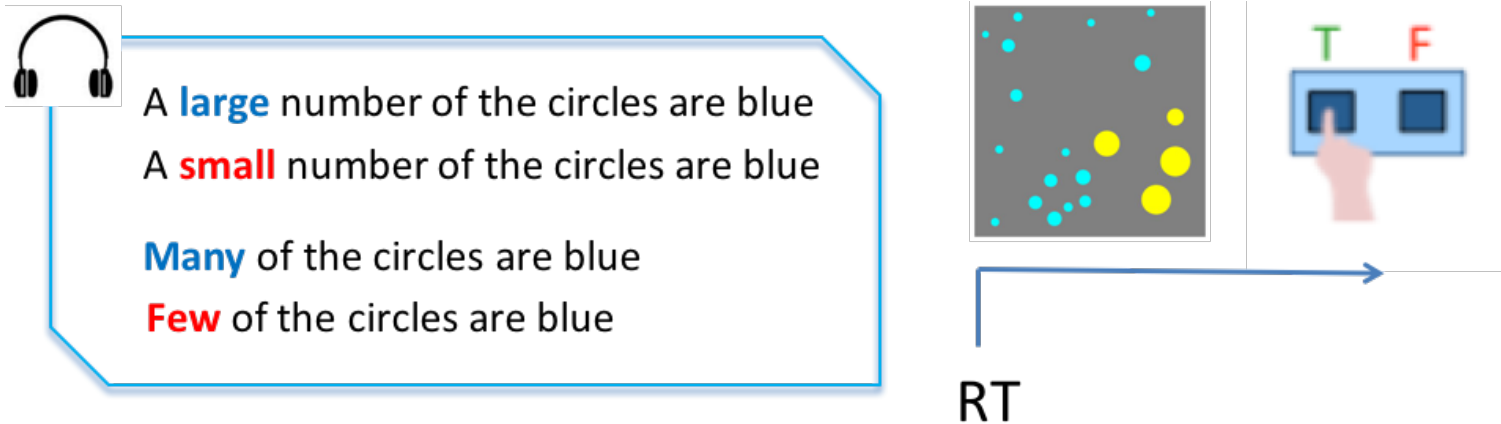 A large number of the circles are blue
A small number of the circles are blue
Many of the circles are blue
Few of the circles are blue
T F
RT